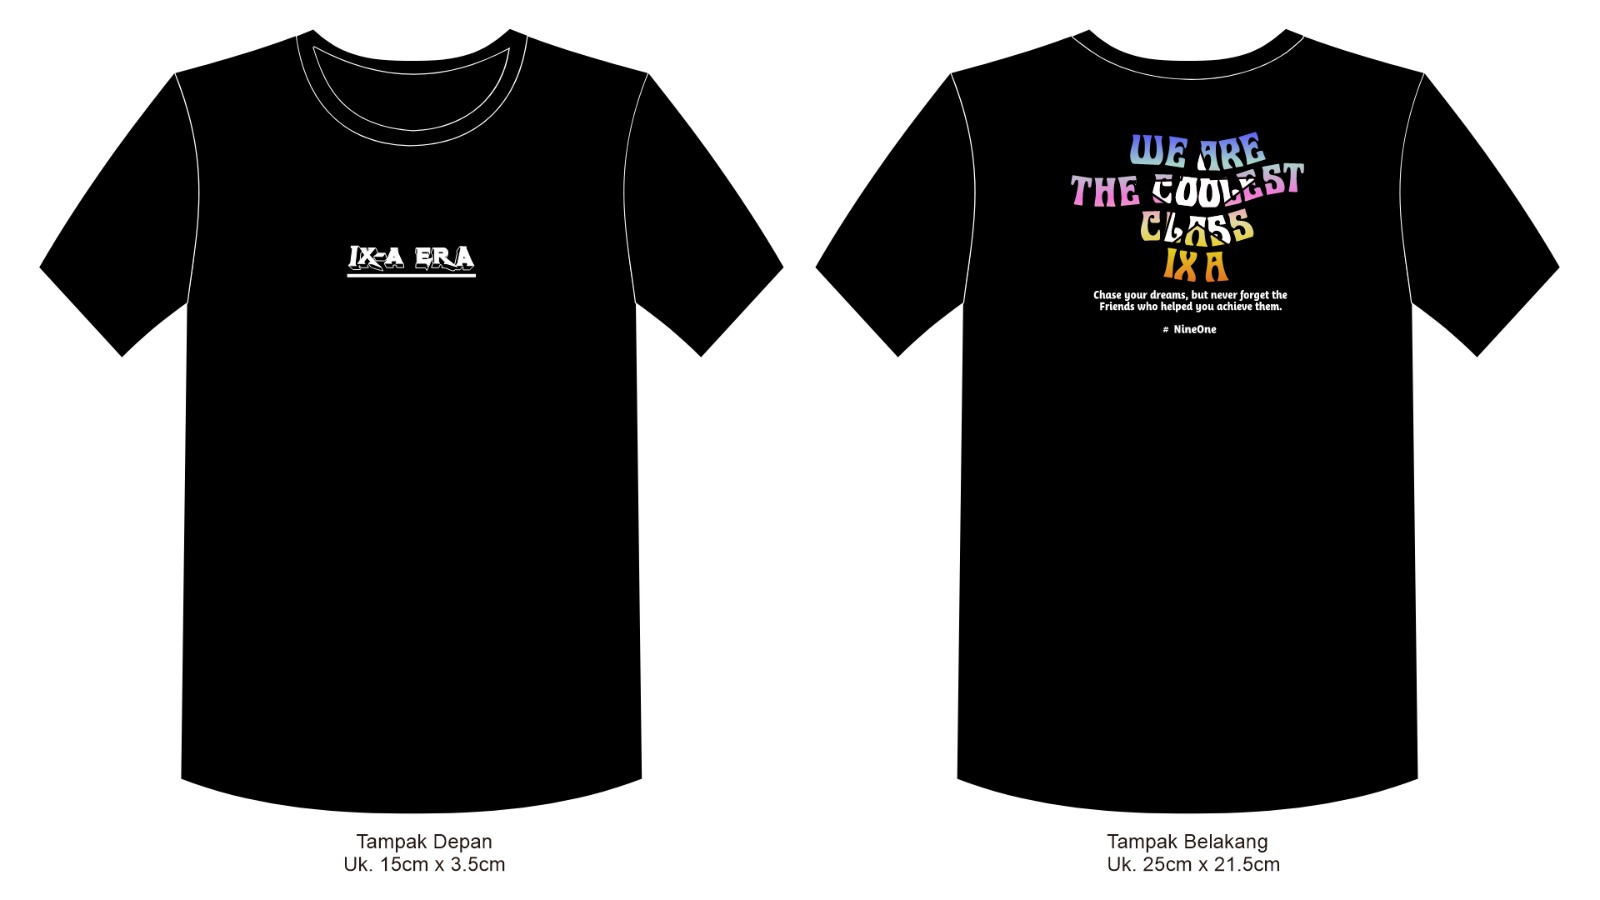 IX-A ERA
WE ARE
THE COOLEST
CLASS
IX A
Chase your dreams, but never forget the
Friends who helped you achieve them.
# NineOne
Tampak Depan
Uk. 15cm x 3.5cm
Tampak Belakang
Uk. 25cm x 21.5cm